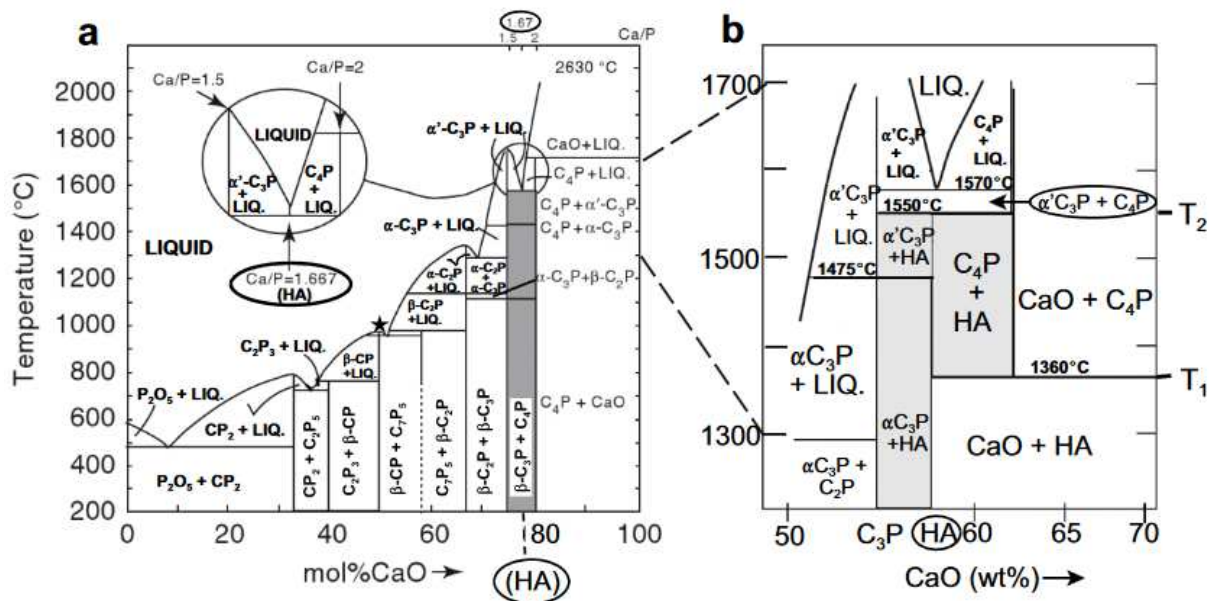 a
1.67
1.5 2
Ca/P
Ca/P=2
Ca/P=1.5
2630 °C
LIQUID
α'-C₃P + LIQ.
CaO+LIQ.
C₄P + LIQ.
α'-C₃P
+
LIQ.
C₄P
+
LIQ.
C₄P + α'-C₃P
C₄P + α-C₃P
α-C₃P + LIQ.
LIQUID
Ca/P=1.667
(HA)
α-C₂P
+LIQ.
α-C₂P
+
α-C₃P
α-C₃P+β-C₂P
β-C₂P
+LIQ.
★
C₂P₃ + LIQ.
β-CP
+LIQ.
P₂O₅ + LIQ.
CP₂ + LIQ.
C₄P + CaO
P₂O₅ + CP₂
CP₂ + C₂P₅
C₂P₃ + β-CP
β-CP + C₇P₅
C₇P₅ + β-C₂P
β-C₂P + β-C₃P
β-C₃P + C₄P
Temperature (°C)
2000
1800
1600
1400
1200
1000
800
600
400
200
0 20 40 60 80 100
mol%CaO
(HA)
b
1700
1500
1300
LIQ.
α'C₃P
+
LIQ.
C₄P
+
LIQ.
1570°C
1550°C
α'C₃P + C₄P
T₂
α'C₃P
+
LIQ.
α'C₃P
+HA
1475°C
C₄P
+
HA
CaO + C₄P
αC₃P
+ LIQ.
1360°C
T₁
αC₃P
+HA
CaO + HA
αC₃P +
C₂P
50 C₃P HA 60 65 70
CaO (wt%)